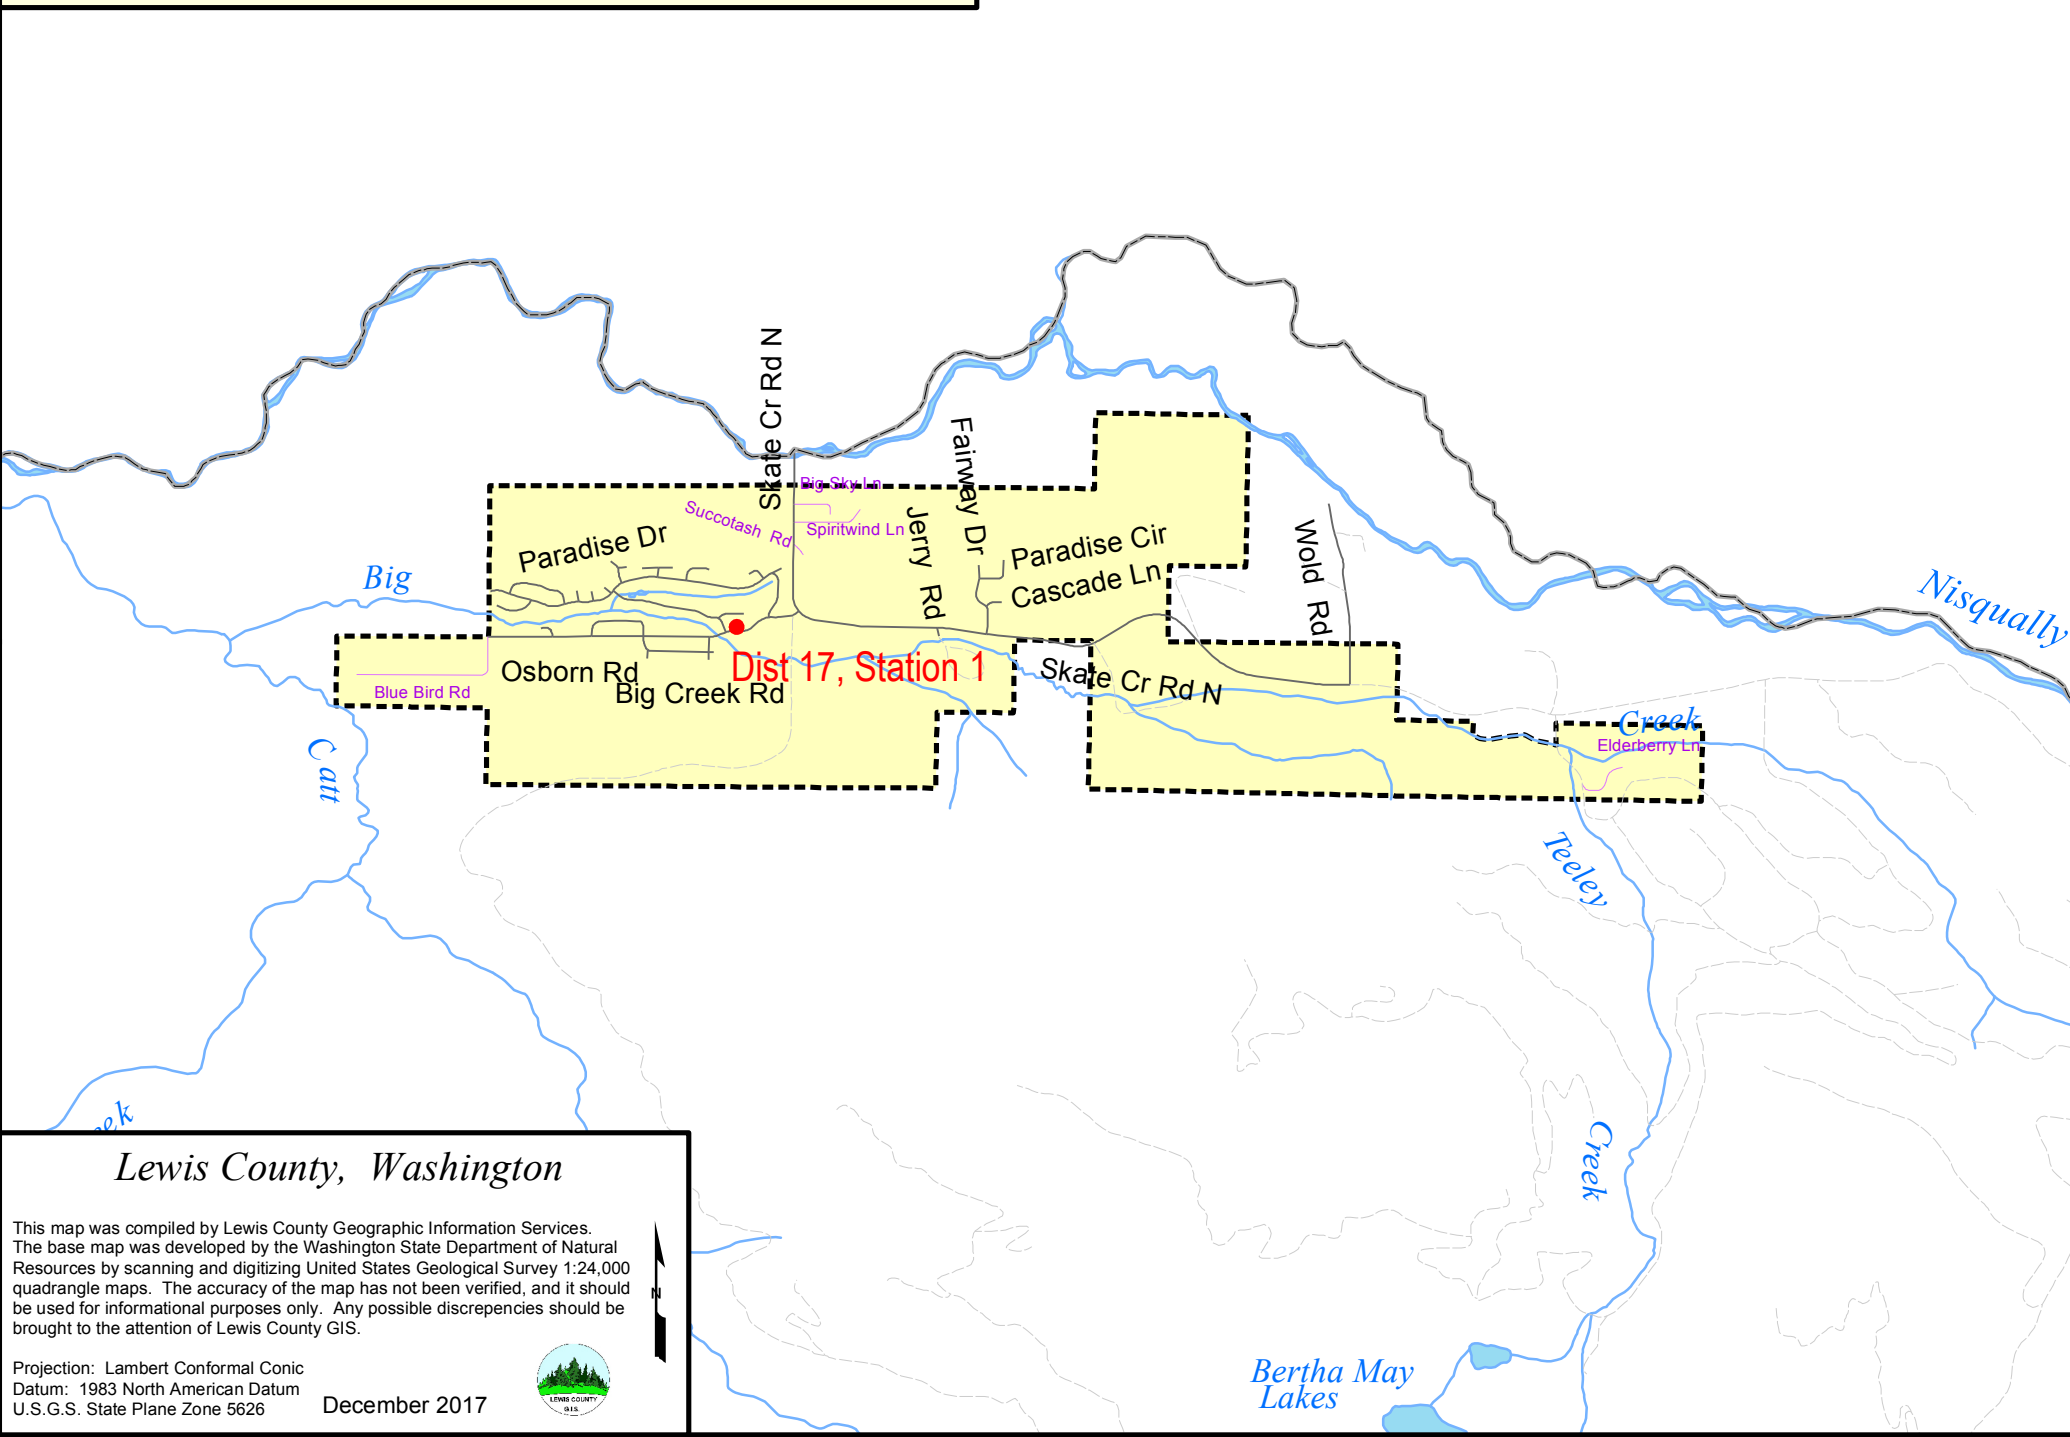 Skate Cr Rd N
Fairway Dr
Big Sky Ln
Succotash Rd
Spiritwind Ln
Jerry Rd
Paradise Dr
Paradise Cir
Cascade Ln
Wold Rd
Big
Nisqually
Osborn Rd
Dist 17, Station 1
Skate Cr Rd N
Blue Bird Rd
Big Creek Rd
Creek
Elderberry Ln
Catt
Teeley
eek
Creek
Lewis County, Washington
This map was compiled by Lewis County Geographic Information Services.
The base map was developed by the Washington State Department of Natural
Resources by scanning and digitizing United States Geological Survey 1:24,000
quadrangle maps. The accuracy of the map has not been verified, and it should
be used for informational purposes only. Any possible discrepencies should be
brought to the attention of Lewis County GIS.
N
Projection: Lambert Conformal Conic
Datum: 1983 North American Datum
U.S.G.S. State Plane Zone 5626
December 2017
LEWIS COUNTY
G.I.S.
Bertha May
Lakes